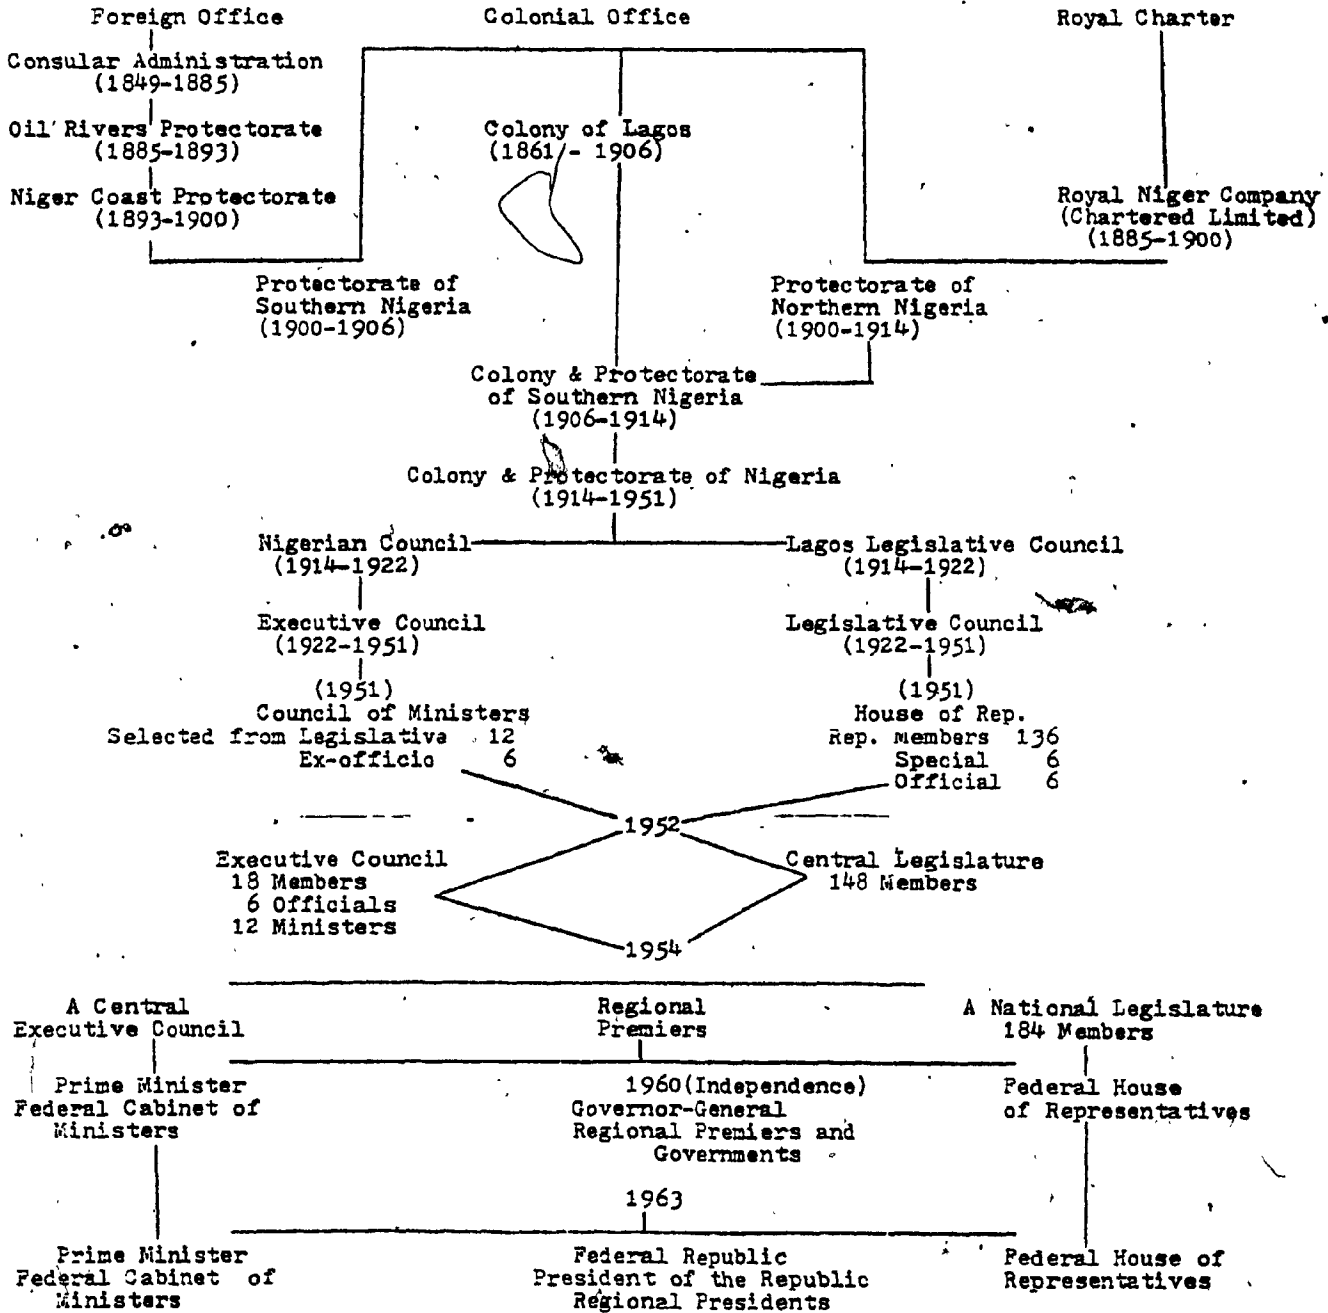 Foreign Office
Colonial Office
Royal Charter
Consular Administration
(1849-1885)
Oil Rivers Protectorate
(1885-1893)
Colony of Lagos
(1861 - 1906)
Niger Coast Protectorate
(1893-1900)
Royal Niger Company
(Chartered Limited)
(1885-1900)
Protectorate of
Southern Nigeria
(1900-1906)
Protectorate of
Northern Nigeria
(1900-1914)
Colony & Protectorate
of Southern Nigeria
(1906-1914)
Colony & Protectorate of Nigeria
(1914-1951)
Nigerian Council
(1914-1922)
Lagos Legislative Council
(1914-1922)
Executive Council
(1922-1951)
Legislative Council
(1922-1951)
(1951)
Council of Ministers
Selected from Legislativa 12
Ex-officio 6
(1951)
House of Rep.
Rep. Members 136
Special 6
Official 6
1952
Executive Council
18 Members
6 Officials
12 Ministers
Central Legislature
148 Members
1954
A Central
Executive Council
Regional
Premiers
A National Legislature
184 Members
Prime Minister
Federal Cabinet of
Ministers
1960(Independence)
Governor-General
Regional Premiers and
Governments
Federal House
of Representatives
1963
Prime Minister
Federal Cabinet of
Ministers
Federal Republic
President of the Republic
Regional Presidents
Federal House of
Representatives